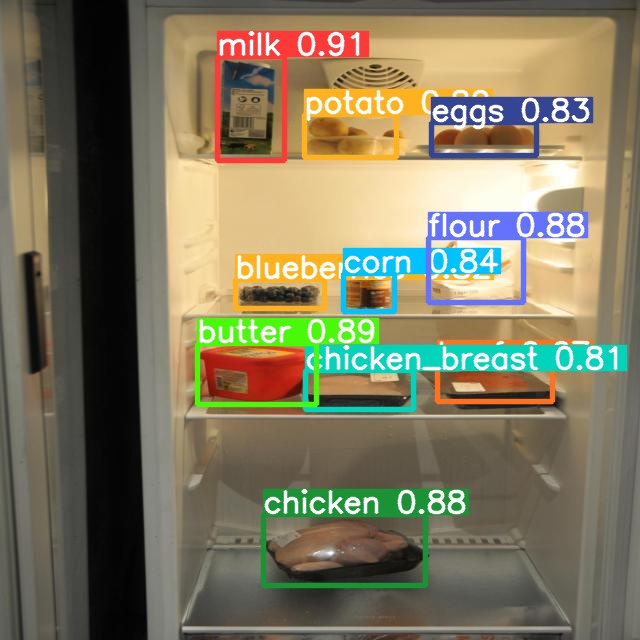 milk 0.91
potato 0.
eggs 0.83
flour 0.88
corn 0.84
butter 0.89
chicken_breast 0.81
chicken 0.88